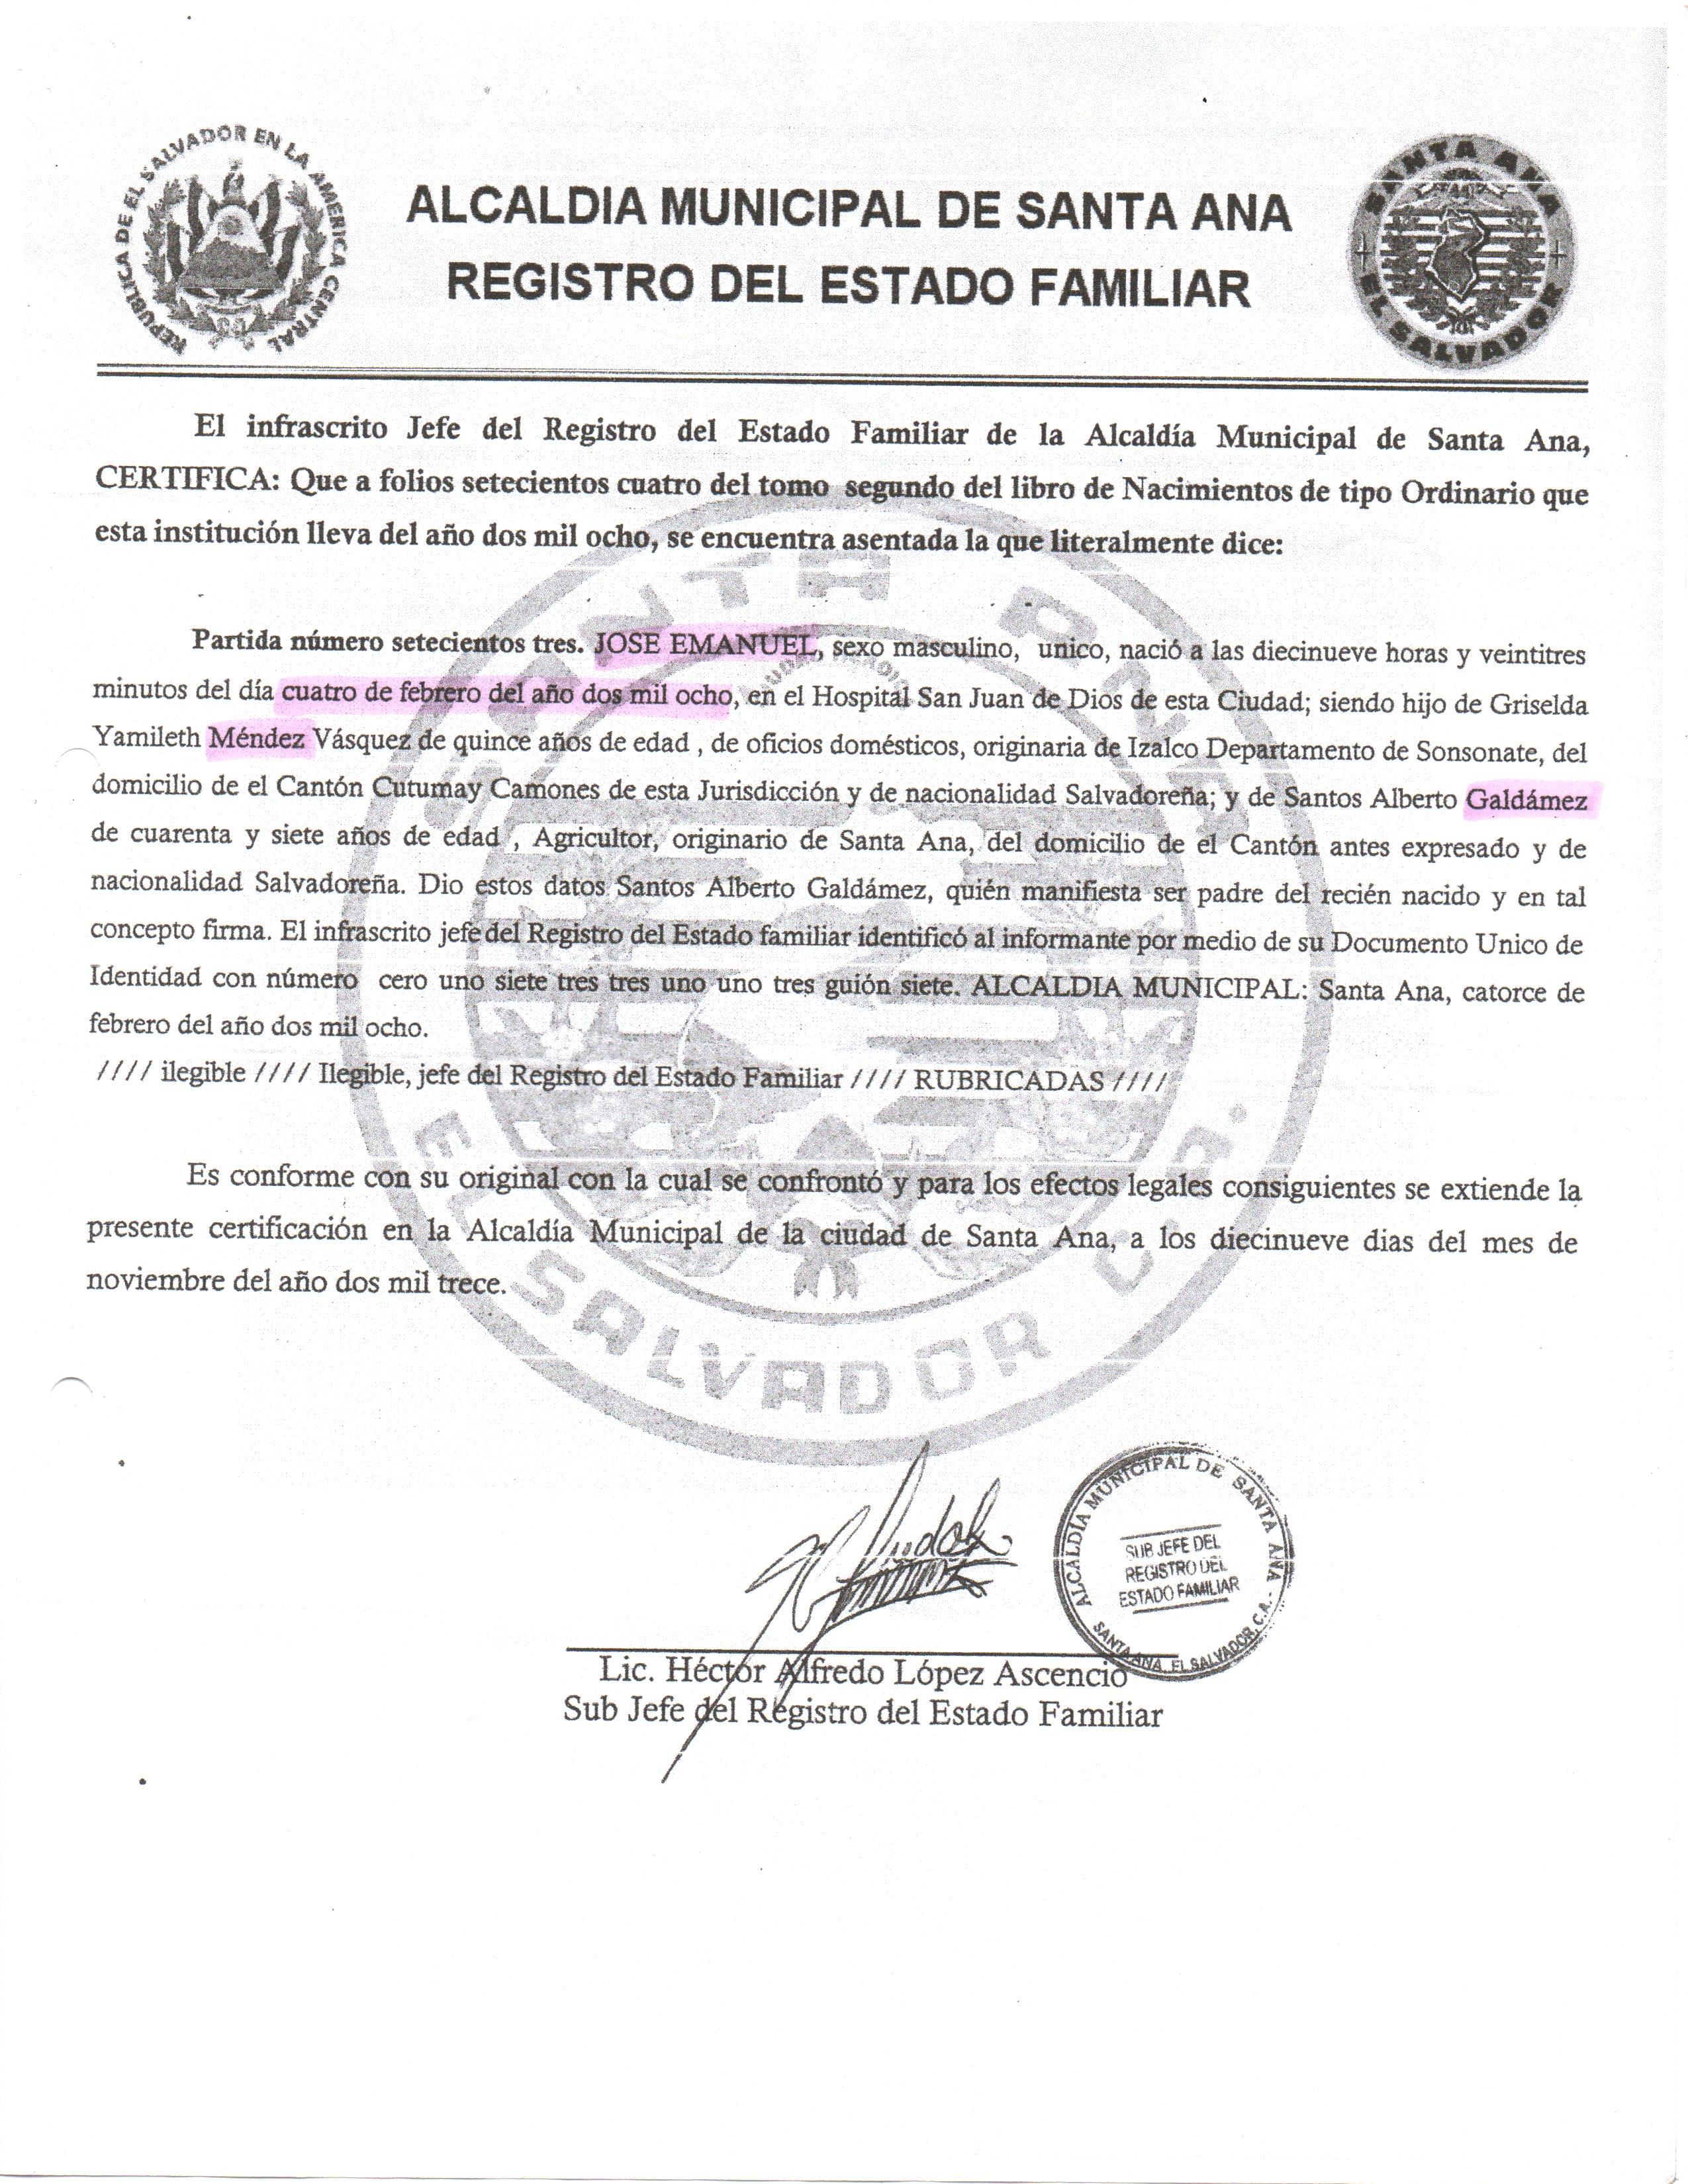 REPUBLICA DE EL SALVADOR EN LA AMERICA CENTRAL
ALCALDIA MUNICIPAL DE SANTA ANA
REGISTRO DEL ESTADO FAMILIAR
SANTA ANA
EL SALVADOR
El infrascrito Jefe del Registro del Estado Familiar de la Alcaldía Municipal de Santa Ana,
CERTIFICA: Que a folios setecientos cuatro del tomo segundo del libro de Nacimientos de tipo Ordinario que
esta institución lleva del año dos mil ocho, se encuentra asentada la que literalmente dice:
Partida número setecientos tres. JOSE EMANUEL, sexo masculino, unico, nació a las diecinueve horas y veintitres
minutos del día cuatro de febrero del año dos mil ocho, en el Hospital San Juan de Dios de esta Ciudad; siendo hijo de Griselda
Yamileth Méndez Vásquez de quince años de edad , de oficios domésticos, originaria de Izalco Departamento de Sonsonate, del
domicilio de el Cantón Cutumay Camones de esta Jurisdicción y de nacionalidad Salvadoreña; y de Santos Alberto Galdámez
de cuarenta y siete años de edad , Agricultor, originario de Santa Ana, del domicilio de el Cantón antes expresado y de
nacionalidad Salvadoreña. Dio estos datos Santos Alberto Galdámez, quién manifiesta ser padre del recién nacido y en tal
concepto firma. El infrascrito jefe del Registro del Estado familiar identificó al informante por medio de su Documento Unico de
Identidad con número cero uno siete tres tres uno uno tres guión siete. ALCALDIA MUNICIPAL: Santa Ana, catorce de
febrero del año dos mil ocho.
//// ilegible //// Ilegible, jefe del Registro del Estado Familiar //// RUBRICADAS ////
Es conforme con su original con la cual se confrontó y para los efectos legales consiguientes se extiende la
presente certificación en la Alcaldía Municipal de la ciudad de Santa Ana, a los diecinueve dias del mes de
noviembre del año dos mil trece.
SANTA ANA
EL SALVADOR C.A.
ALCALDÍA MUNICIPAL DE SANTA ANA -
SUB JEFE DEL
REGISTRO DEL
ESTADO FAMILIAR
SANTA ANA, EL SALVADOR, C.A.
Lic. Héctor Alfredo López Ascencio
Sub Jefe del Registro del Estado Familiar